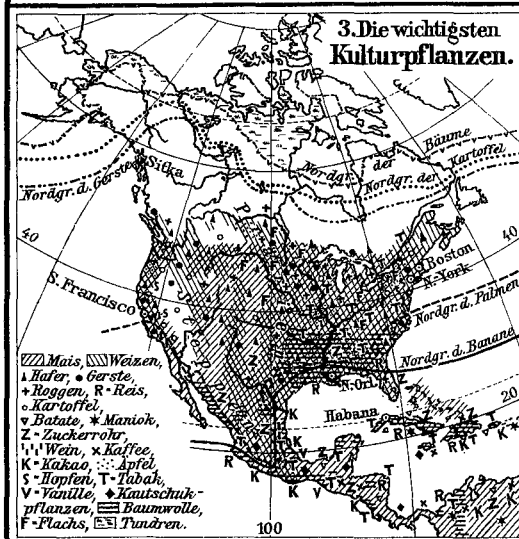 3. Die wichtigsten
Kulturpflanzen.
Nordgr. der Bäume
Nordgr. der Kartoffel
Nordgr. d. Gerste
Sitka
40
40
Boston
N.-York
S. Francisco
Nordgr. d. Palmen
Nordgr. d. Banane
Steppen
N. Orl.
Habana
20
100
Mais, Weizen,
Hafer, Gerste,
Roggen, R-Reis,
Kartoffel,
Batate, Maniok,
Z-Zuckerrohr,
Wein, Kaffee,
K-Kakao, Äpfel
S-Hopfen, T-Tabak,
V-Vanille, Kautschuk-
pflanzen, Baumwolle,
F-Flachs, Tundren.